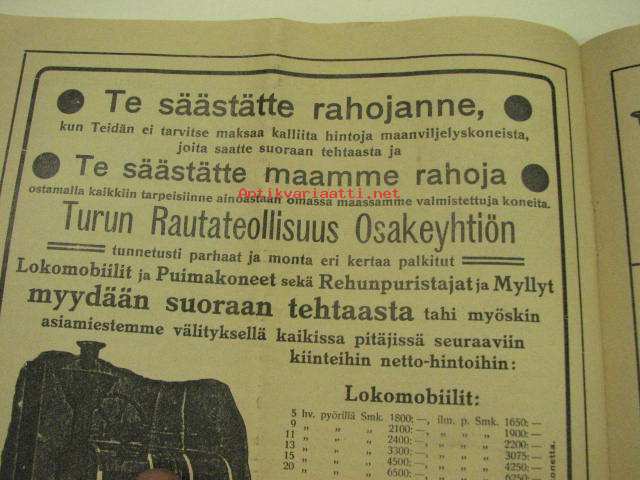 Te säästätte rahojanne,
kun Teidän ei tarvitse maksaa kalliita hintoja maanviljelyskoneista,
joita saatte suoraan tehtaasta ja
Te säästätte maamme rahoja
Antikvariaatti.net
ostamalla kaikkiin tarpeisiinne ainoastaan omassa maassamme valmistettuja koneita.
Turun Rautateollisuus Osakeyhtiön
tunnetusti parhaat ja monta eri kertaa palkitut
Lokomobiilit ja Puimakoneet sekä Rehunpuristajat ja Myllyt
myydään suoraan tehtaasta tahi myöskin
asiamiestemme välityksellä kaikissa pitäjissä seuraaviin
kiinteihin netto-hintoihin:
Lokomobiilit:
5 hv. pyörillä Smk. 1800: —, ilm. p. Smk. 1650: —
9 „ „ „ 2100: —, „ „ „ 1900: —
11 „ „ „ 2400: —, „ „ „ 2200: —
13 „ „ „ 3300: —, „ „ „ 3075: —
15 „ „ „ 4500: —, „ „ „ 4250: —
20 „ „ „ 6500: —, „ „ „ 6250: —